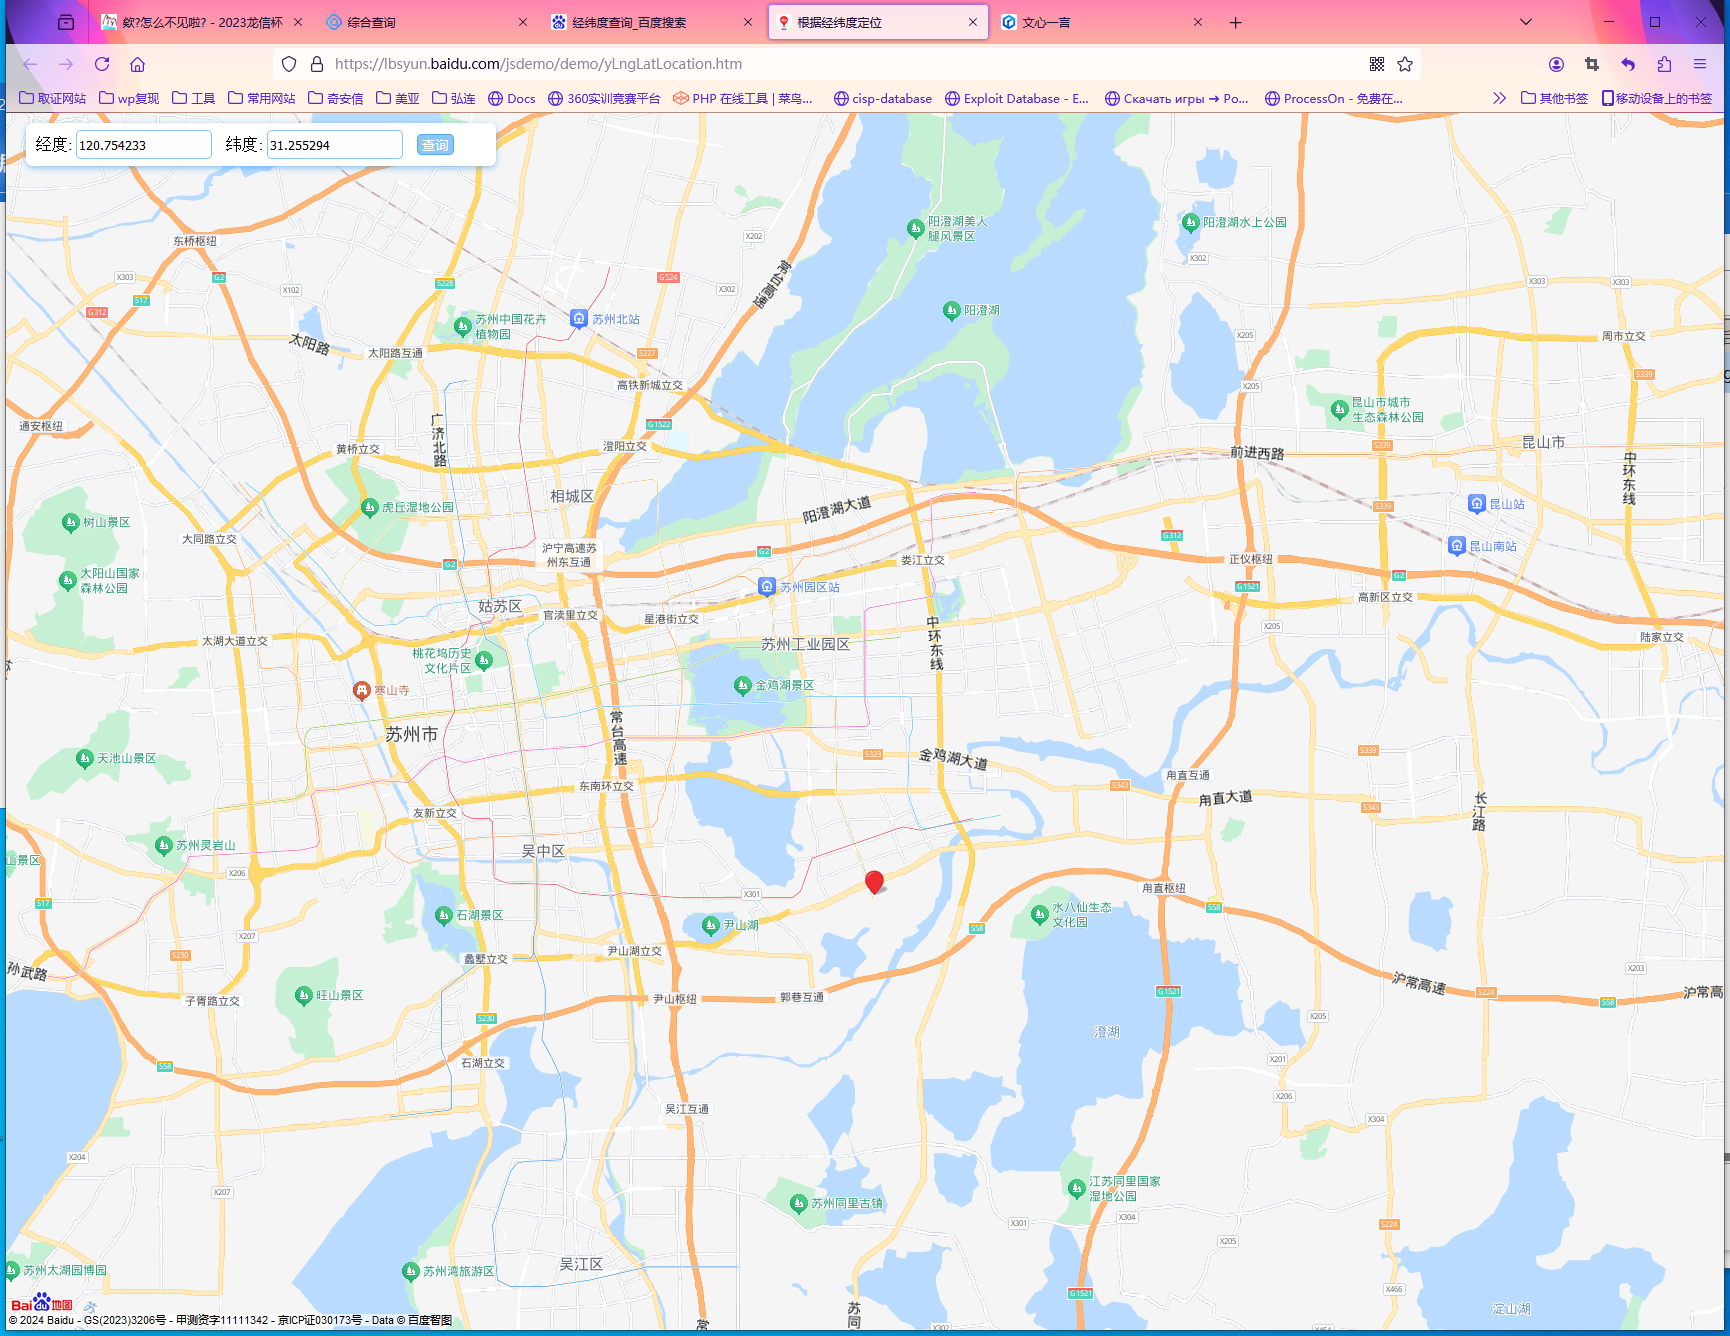 欸?怎么不见啦? - 2023龙信杯
综合查询
经纬度查询_百度搜索
根据经纬度定位
文心一言
https://lbsyun.baidu.com/jsdemo/demo/yLngLatLocation.htm
取证网站 wp复现 工具 常用网站 奇安信 美亚 弘连 Docs 360实训竞赛平台 PHP 在线工具 | 菜鸟... cisp-database Exploit Database - E... Скачать игры → Po... ProcessOn - 免费在... 其他书签 移动设备上的书签
经度: 120.754233 纬度: 31.255294 查询
阳澄湖美人
腿风景区
阳澄湖水上公园
东桥枢纽
X202
X302
常台高速
X303
G2
S228
G524
X102
X302
X303
X303
S17
G312
阳澄湖
苏州中国花卉
植物园
苏州北站
太阳路
太阳路互通
S227
X205
周市立交
高铁新城立交
X205
S339
昆山市城市
生态森林公园
通安枢纽
广济北路
G1522
黄桥立交
澄阳立交
前进西路
S339
昆山市
中环东线
相城区
虎丘湿地公园
阳澄湖大道
S339
昆山站
树山景区
大同路立交
G312
沪宁高速苏
州东互通
G2
娄江立交
正仪枢纽
昆山南站
大阳山国家
森林公园
G2
苏州园区站
G1521
G2
高新区立交
姑苏区
官渎里立交
星港街立交
X205
中环东线
太湖大道立交
苏州工业园区
陆家立交
桃花坞历史
文化片区
寒山寺
金鸡湖景区
苏州市
常台高速
天池山景区
S323
金鸡湖大道
S339
东南环立交
甪直互通
S343
甪直大道
长江路
S343
友新立交
苏州灵岩山
山景区
吴中区
X206
X301
甪直枢纽
S17
石湖景区
尹山湖
水八仙生态
文化园
S58
S58
X207
S230
蠡墅立交
尹山湖立交
孙武路
X203
沪常高速
旺山景区
子胥路立交
尹山枢纽
郭巷互通
G1521
S224
S58
沪常高
S230
X205
澄湖
石湖立交
S58
X201
X206
吴江互通
X304
X204
X207
江苏同里国家
湿地公园
苏州同里古镇
X301
X304
S224
X205
吴江区
苏州太湖园博园
苏州湾旅游区
G1521
X466
淀山湖
苏同
X302
常
Bai du 地图
© 2024 Baidu - GS(2023)3206号 - 甲测资字11111342 - 京ICP证030173号 - Data © 百度智图